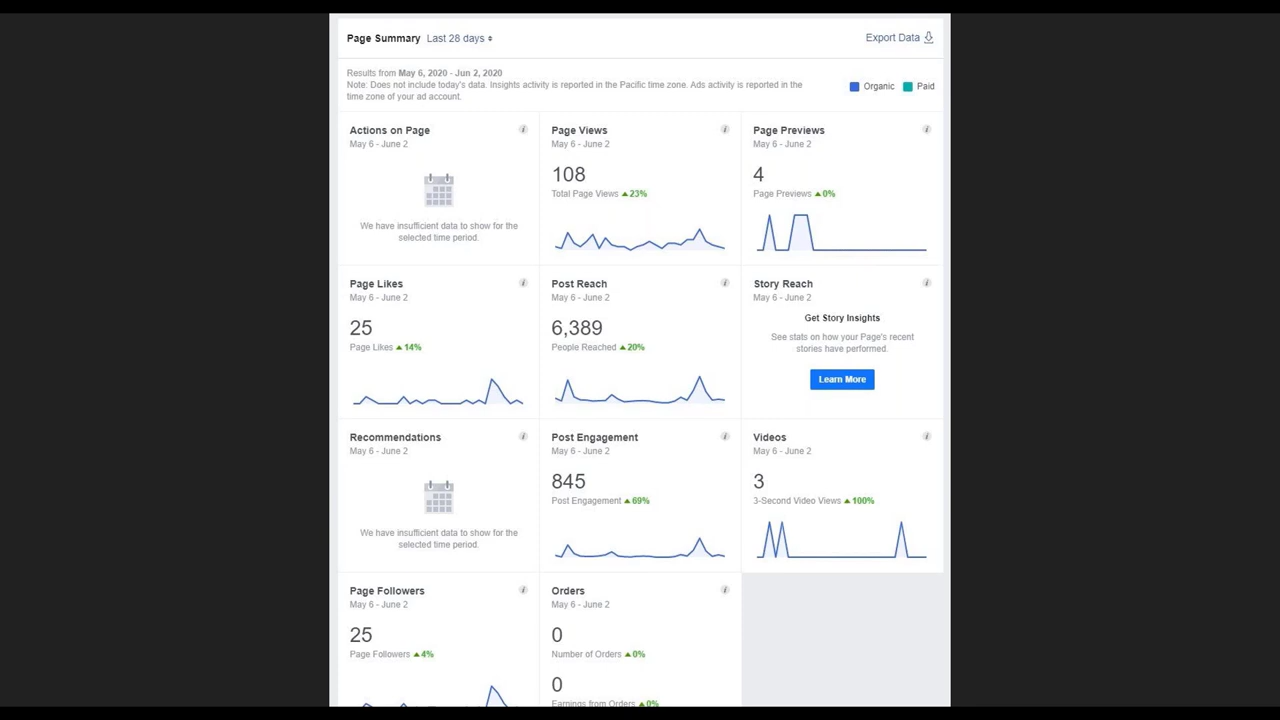 Page Summary Last 28 days
Export Data
Results from May 6, 2020 - Jun 2, 2020
Note: Does not include today's data. Insights activity is reported in the Pacific time zone. Ads activity is reported in the
time zone of your ad account.
Organic Paid
Actions on Page
May 6 - June 2
We have insufficient data to show for the
selected time period.
Page Views
May 6 - June 2
108
Total Page Views 23%
Page Previews
May 6 - June 2
4
Page Previews 0%
Page Likes
May 6 - June 2
25
Page Likes 14%
Post Reach
May 6 - June 2
6,389
People Reached 20%
Story Reach
May 6 - June 2
Get Story Insights
See stats on how your Page's recent
stories have performed.
Learn More
Recommendations
May 6 - June 2
We have insufficient data to show for the
selected time period.
Post Engagement
May 6 - June 2
845
Post Engagement 69%
Videos
May 6 - June 2
3
3-Second Video Views 100%
Page Followers
May 6 - June 2
25
Page Followers 4%
Orders
May 6 - June 2
0
Number of Orders 0%
0
Earnings from Orders 0%